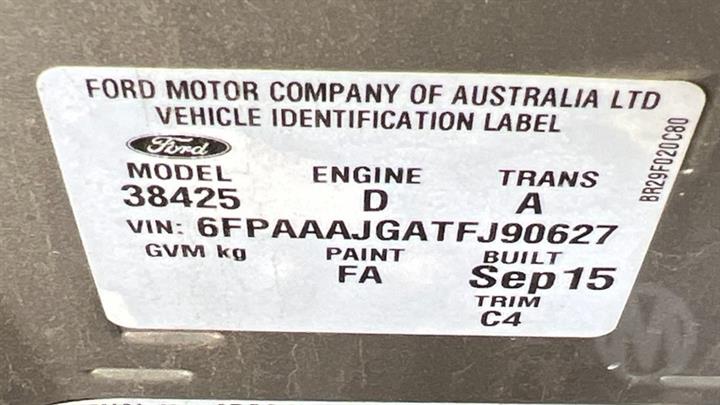 FORD MOTOR COMPANY OF AUSTRALIA LTD
VEHICLE IDENTIFICATION LABEL
Ford
MODEL ENGINE TRANS
38425 D A
VIN: 6FPAAAJGATFJ90627
GVM kg PAINT BUILT
FA Sep 15
TRIM
C4
BR29F020C80
M